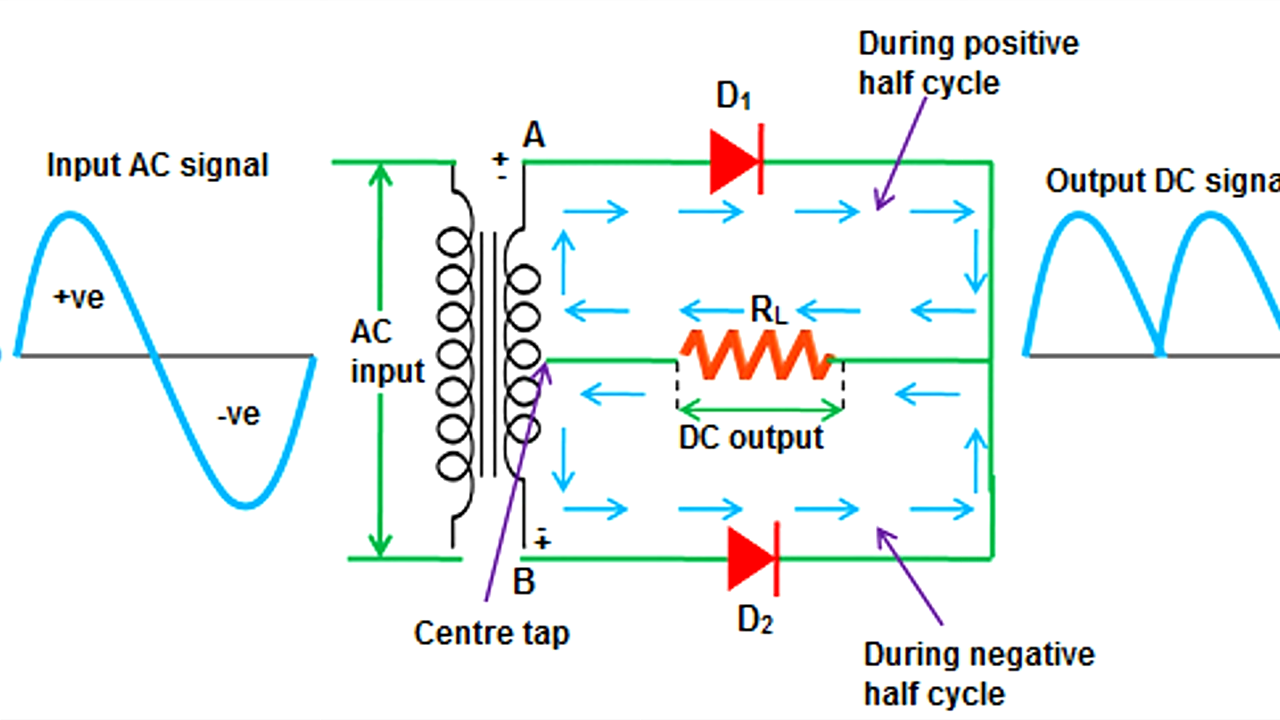 During positive
half cycle
D1
A
Input AC signal
+
-
Output DC signa
+ve
RL
AC
input
-ve
DC output
-
+
B
D2
Centre tap
During negative
half cycle